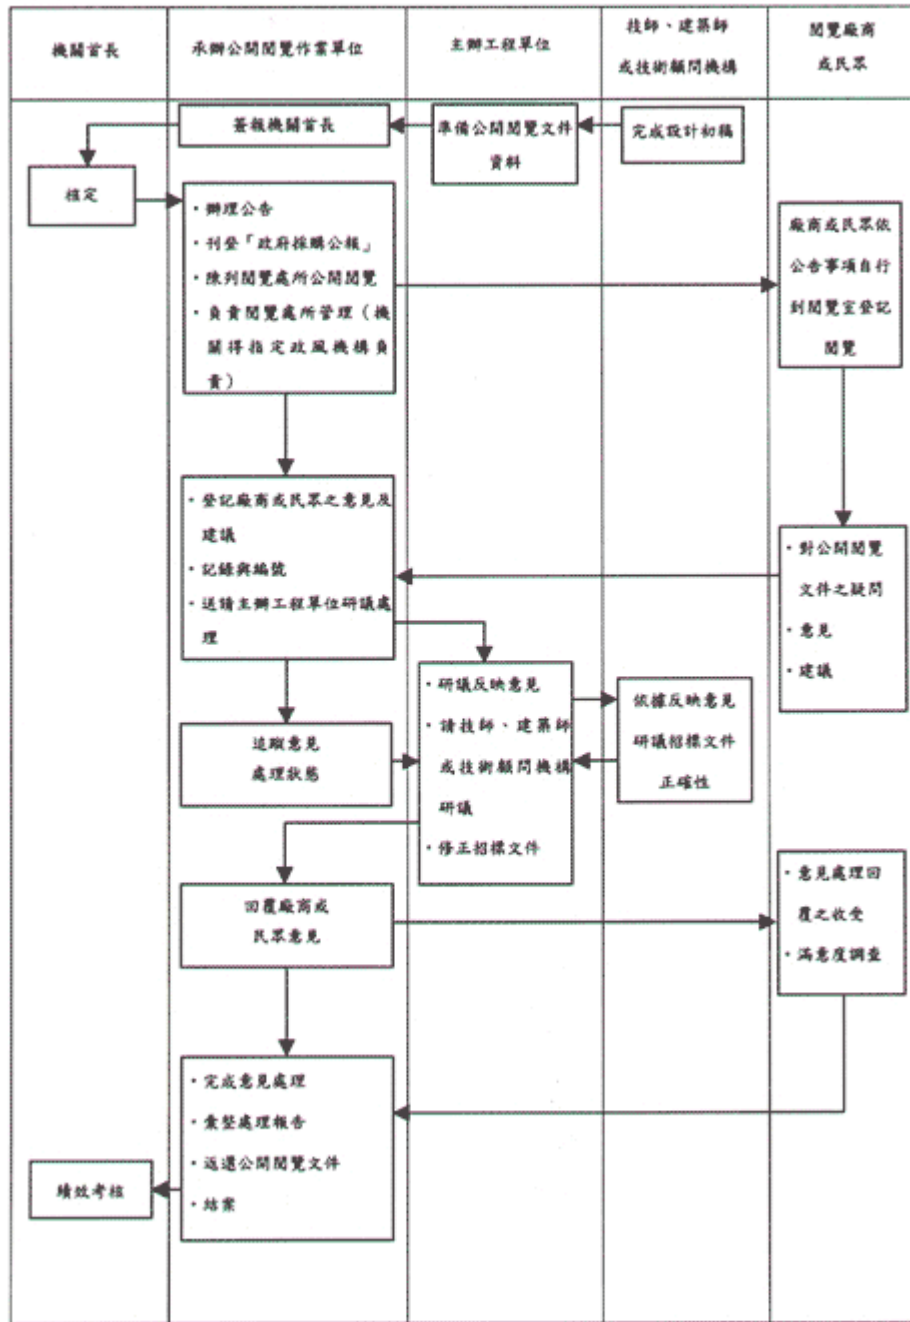 機關首長
承辦公開閱覽作業單位
主辦工程單位
技師、建築師
或技術顧問機構
閱覽廠商
或民眾
完成設計初稿
準備公開閱覽文件
資料
簽報機關首長
核定
・辦理公告
・刊登「政府採購公報」
・陳列閱覽處所公開閱覽
・負責閱覽處所管理（機
關得指定政風機構負
責）
廠商或民眾依
公告事項自行
到閱覽室登記
閱覽
・對公開閱覽
文件之疑問
・意見
・建議
・登記廠商或民眾之意見及
建議
・記錄與編號
・送請主辦工程單位研議處
理
・研議反映意見
・請技師、建築師
或技術顧問機構
研議
・修正招標文件
依據反映意見
研議招標文件
正確性
追蹤意見
處理狀態
回覆廠商或
民眾意見
・意見處理回
覆之收受
・滿意度調查
・完成意見處理
・彙整處理報告
・返還公開閱覽文件
・結案
績效考核